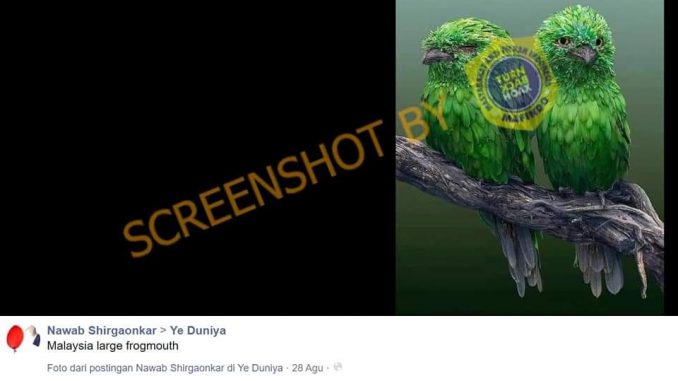 SCREENSHOT BY
TURN
BACK
HOAX
MAFINDO
Nawab Shirgaonkar > Ye Duniya
Malaysia large frogmouth
Foto dari postingan Nawab Shirgaonkar di Ye Duniya · 28 Agu ·